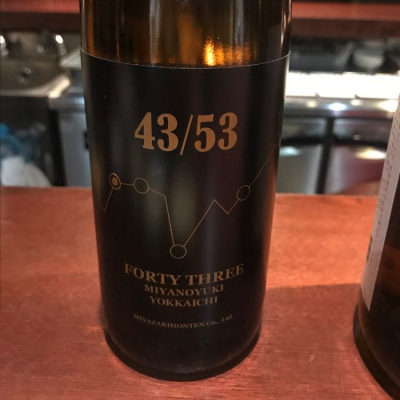 43/53
FORTY THREE
MIYANOYUKI
YOKKAICHI
MIYAZAKIHONTEN Co., Ltd.